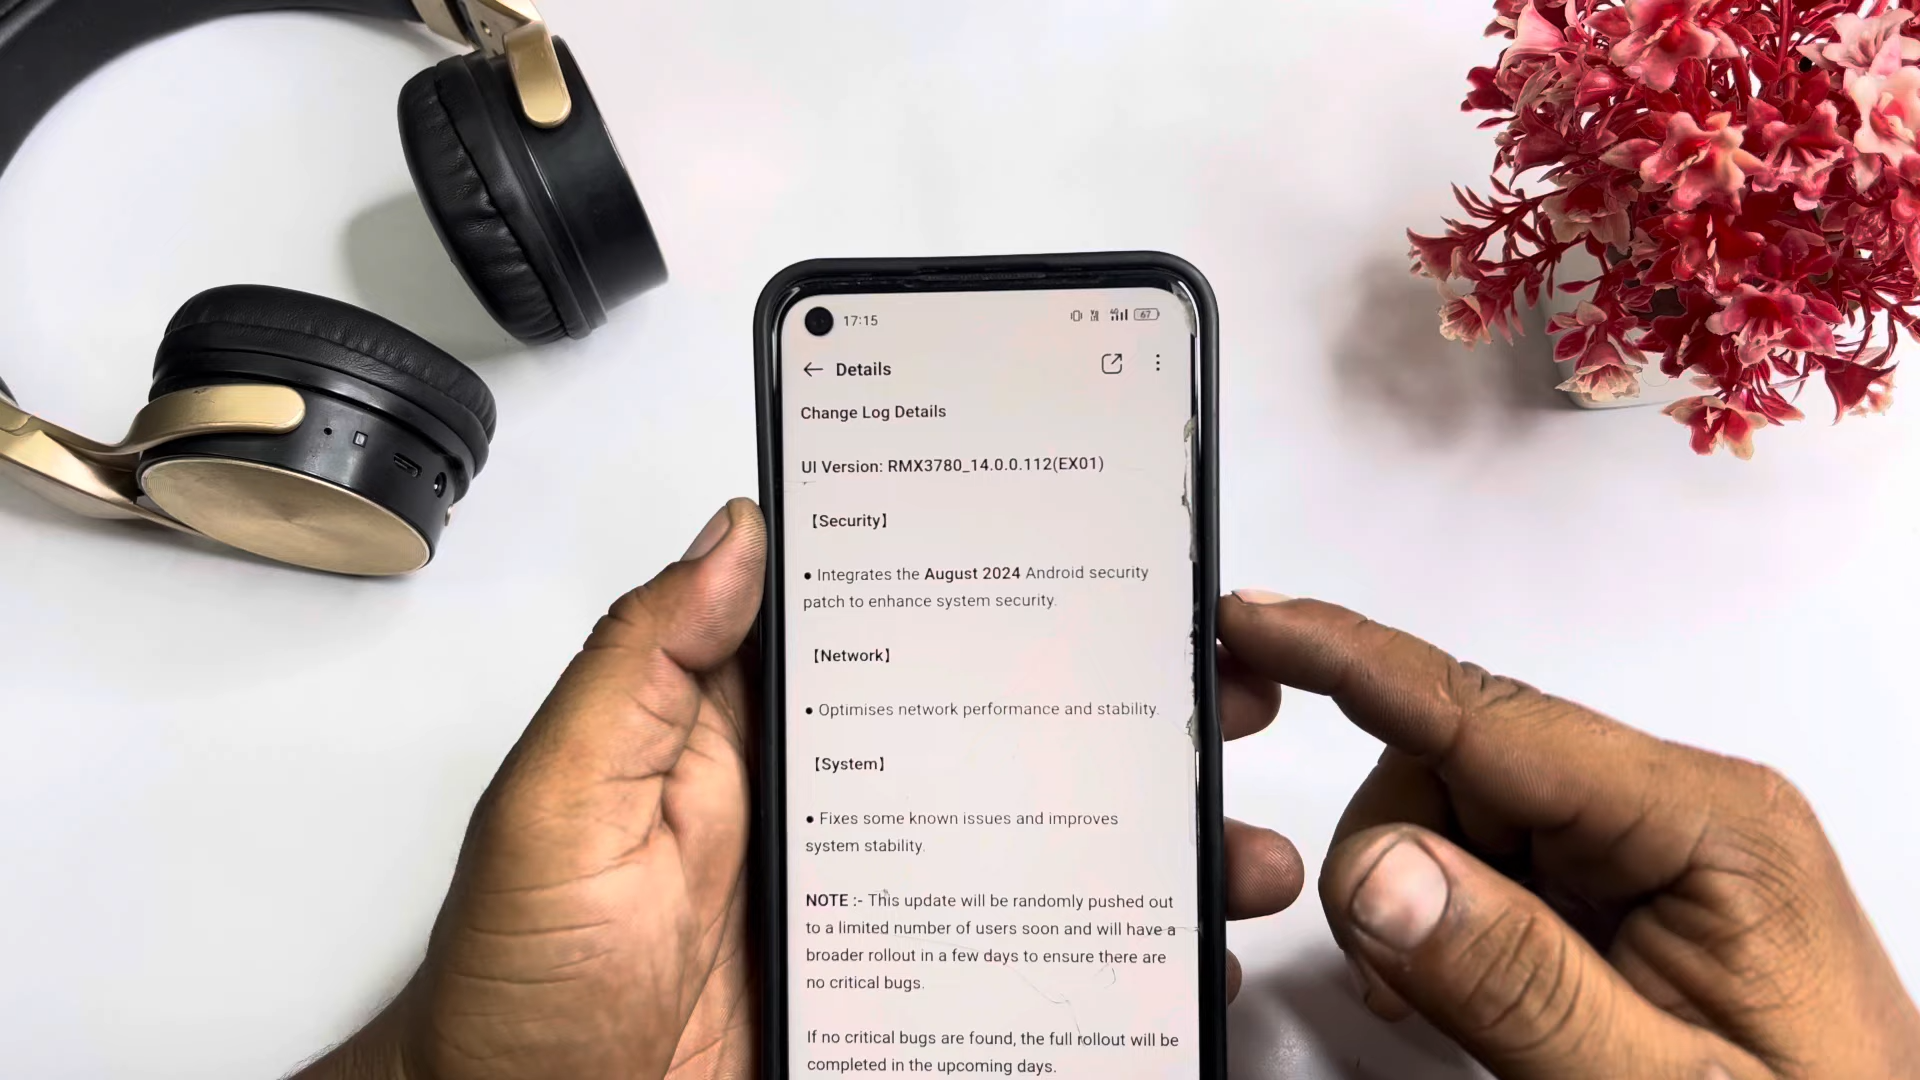 17:15
67
Details
Change Log Details
UI Version: RMX3780_14.0.0.112(EX01)
【Security】
● Integrates the August 2024 Android security
patch to enhance system security.
【Network】
● Optimises network performance and stability.
【System】
● Fixes some known issues and improves
system stability.
NOTE :- This update will be randomly pushed out
to a limited number of users soon and will have a
broader rollout in a few days to ensure there are
no critical bugs.
If no critical bugs are found, the full rollout will be
completed in the upcoming days.